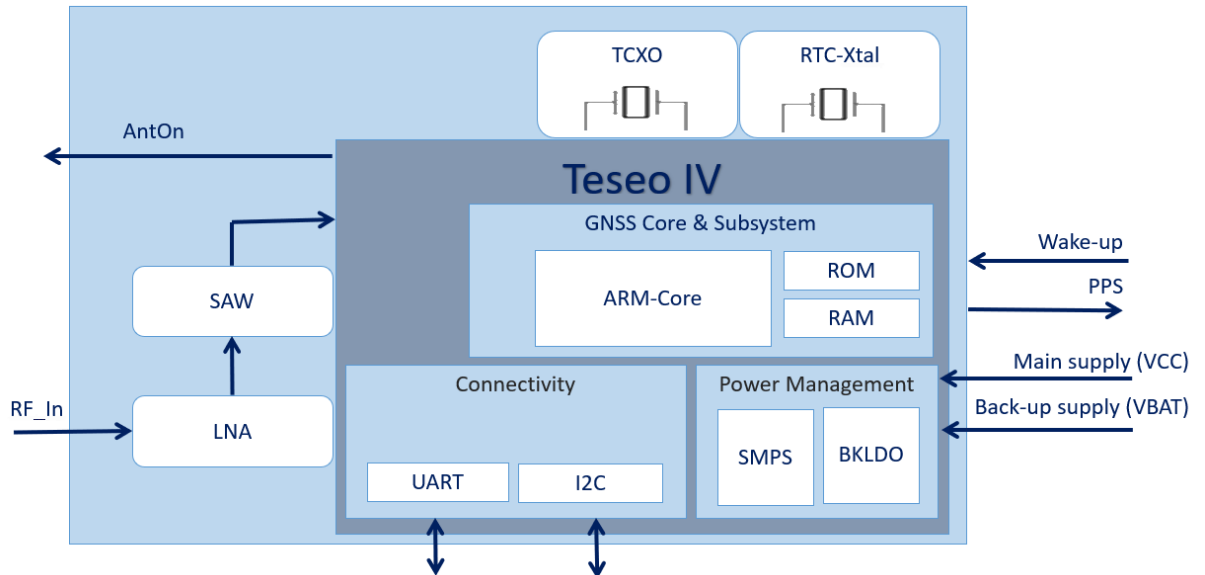 TCXO
RTC-Xtal
AntOn
Teseo IV
GNSS Core & Subsystem
Wake-up
ROM
SAW
ARM-Core
PPS
RAM
Main supply (VCC)
Connectivity
Power Management
RF_In
Back-up supply (VBAT)
LNA
SMPS
BKLDO
UART
I2C